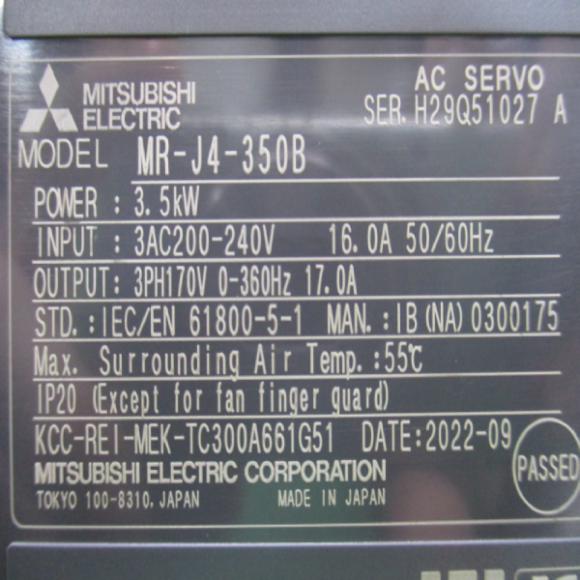 MITSUBISHI
ELECTRIC
AC SERVO
SER. H29Q51027 A
MODEL MR-J4-350B
POWER : 3.5kW
INPUT : 3AC200-240V 16.0A 50/60Hz
OUTPUT: 3PH170V 0-360Hz 17.0A
STD.:IEC/EN 61800-5-1 MAN.:IB(NA)0300175
Max. Surrounding Air Temp.:55℃
IP20 (Except for fan finger guard)
KCC-REI-MEK-TC300A661G51 DATE:2022-09
MITSUBISHI ELECTRIC CORPORATION
PASSED
TOKYO 100-8310, JAPAN MADE IN JAPAN